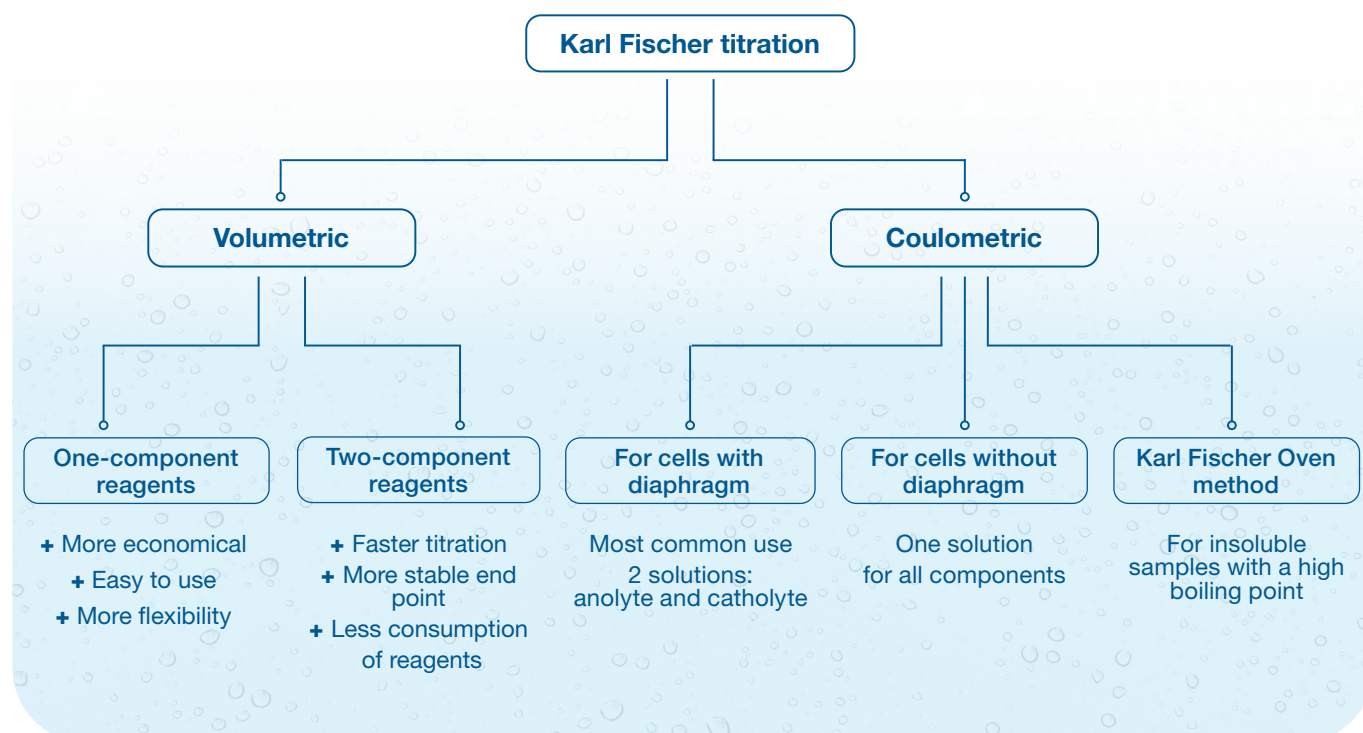 Karl Fischer titration
Volumetric
Coulometric
One-component
reagents
+ More economical
+ Easy to use
+ More flexibility
Two-component
reagents
+ Faster titration
+ More stable end
point
+ Less consumption
of reagents
For cells with
diaphragm
Most common use
2 solutions:
anolyte and catholyte
For cells without
diaphragm
One solution
for all components
Karl Fischer Oven
method
For insoluble
samples with a high
boiling point